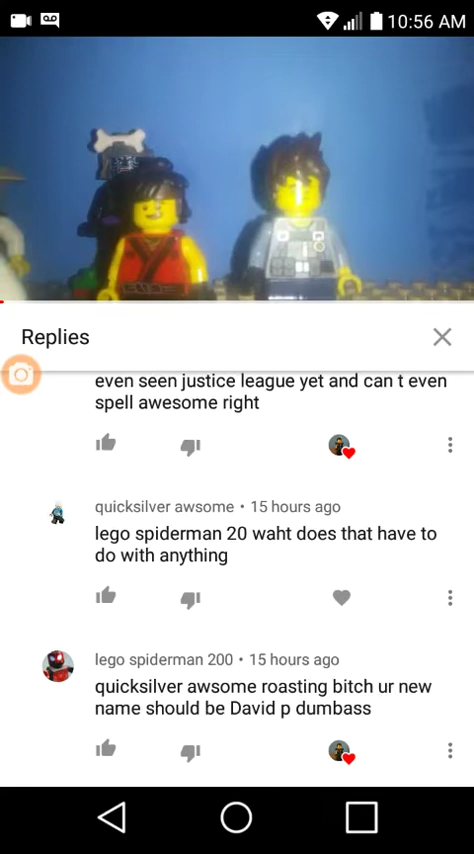 10:56 AM
Replies
even seen justice league yet and can t even
spell awesome right
quicksilver awsome • 15 hours ago
lego spiderman 20 waht does that have to
do with anything
lego spiderman 200 • 15 hours ago
quicksilver awsome roasting bitch ur new
name should be David p dumbass